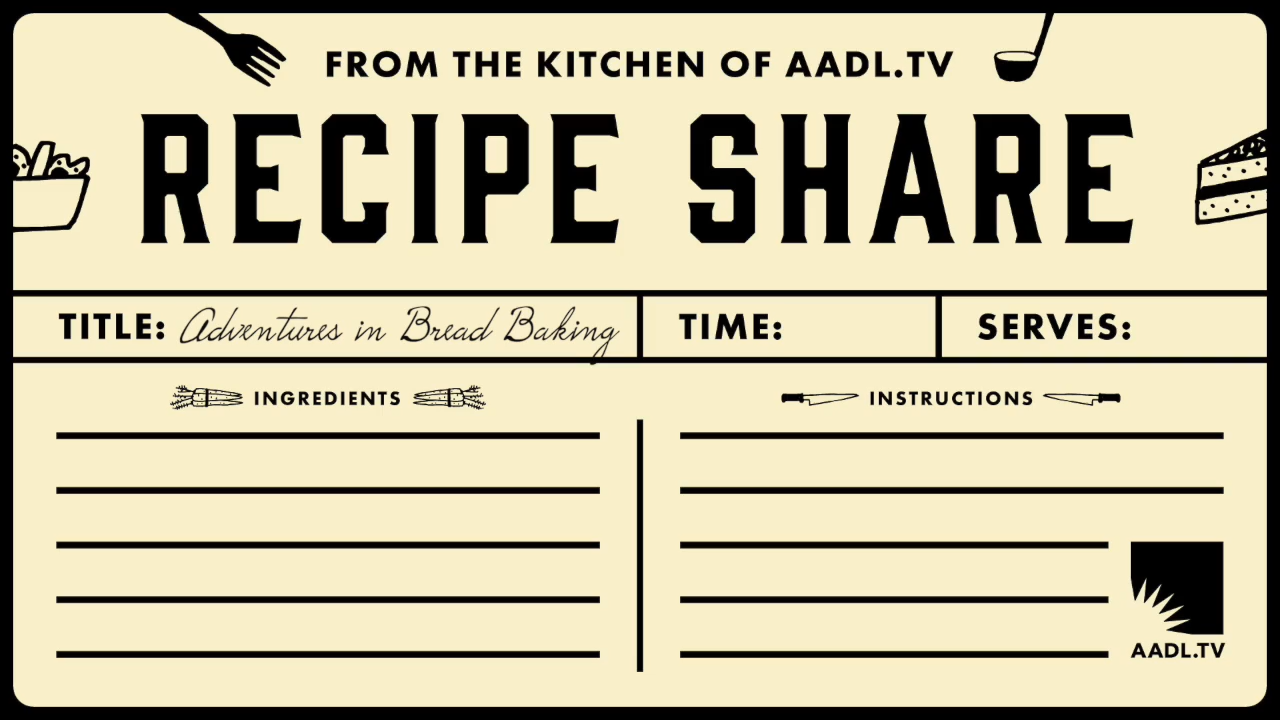 FROM THE KITCHEN OF AADL.TV
RECIPE SHARE
TITLE: Adventures in Bread Baking
TIME:
SERVES:
INGREDIENTS
INSTRUCTIONS
AADL.TV